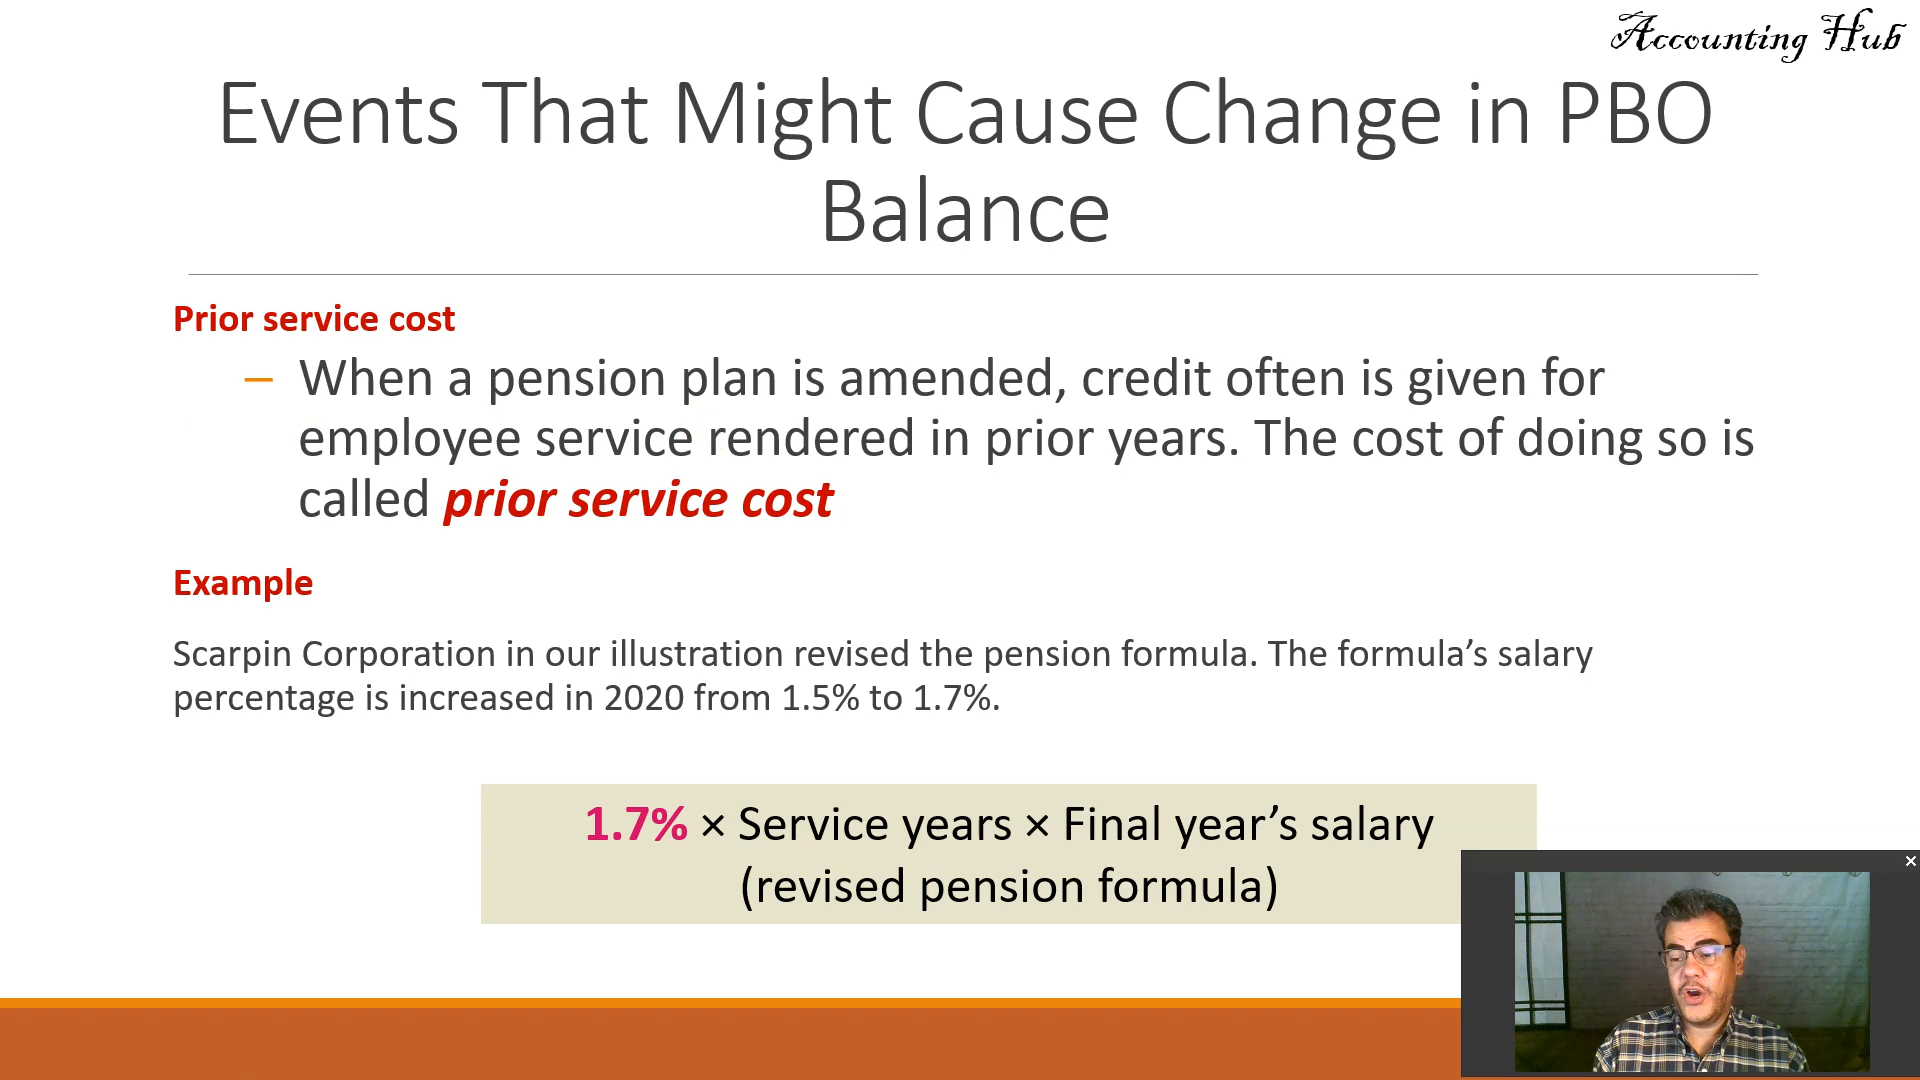 Accounting Hub
Events That Might Cause Change in PBO
Balance
Prior service cost
– When a pension plan is amended, credit often is given for
employee service rendered in prior years. The cost of doing so is
called prior service cost
Example
Scarpin Corporation in our illustration revised the pension formula. The formula’s salary
percentage is increased in 2020 from 1.5% to 1.7%.
1.7% × Service years × Final year’s salary
(revised pension formula)